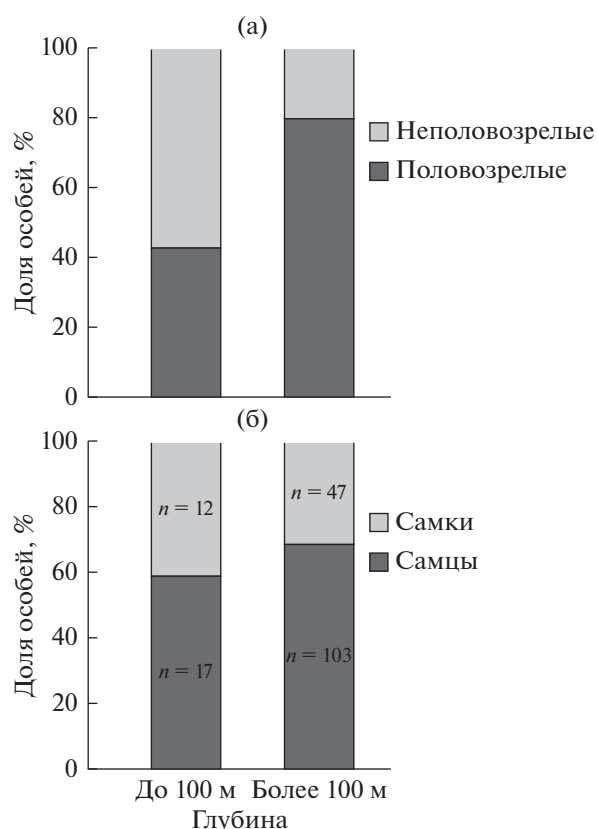 (а)
100
80
60
40
20
0
Доля особей, %
Неполовозрелые
Половозрелые
(б)
100
80
60
40
20
0
Доля особей, %
n = 12
n = 47
n = 17
n = 103
Самки
Самцы
До 100 м Более 100 м
Глубина